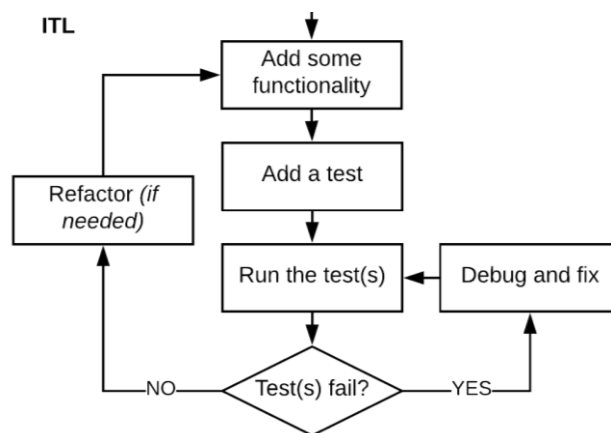 ITL
Add some
functionality
Add a test
Refactor (if
needed)
Run the test(s)
Debug and fix
Test(s) fail?
NO
YES